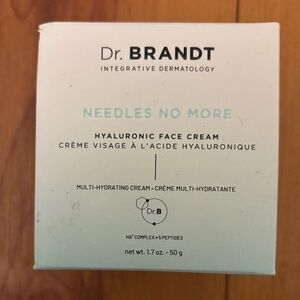 Dr. BRANDT
INTEGRATIVE DERMATOLOGY
NEEDLES NO MORE
HYALURONIC FACE CREAM
CRÈME VISAGE À L'ACIDE HYALURONIQUE
MULTI-HYDRATING CREAM • CRÈME MULTI-HYDRATANTE
Dr.B
HA⁵ COMPLEX + 5 PEPTIDES
net wt. 1.7 oz. - 50 g